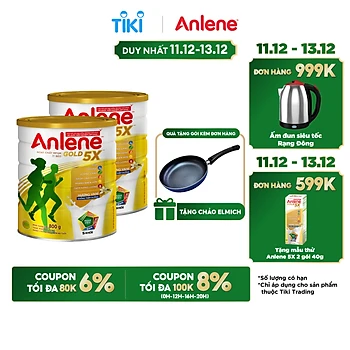 TIKI
Anlene
DUY NHẤT 11.12-13.12
11.12 - 13.12
ĐƠN HÀNG 999K
Ấm đun siêu tốc
Rạng Đông
Anlene
GOLD 5X
Anlene
GOLD 5X
800 g
QUÀ TẶNG GỬI KÈM ĐƠN HÀNG
TẶNG CHẢO ELMICH
11.12 - 13.12
ĐƠN HÀNG 599K
Tặng mẫu thử
Anlene 5X 2 gói 40g
*Số lượng có hạn
*Chỉ áp dụng cho sản phẩm
thuộc Tiki Trading
COUPON
TỐI ĐA 80K
6%
COUPON
TỐI ĐA 100K
8%
(0H-12H-16H-20H)